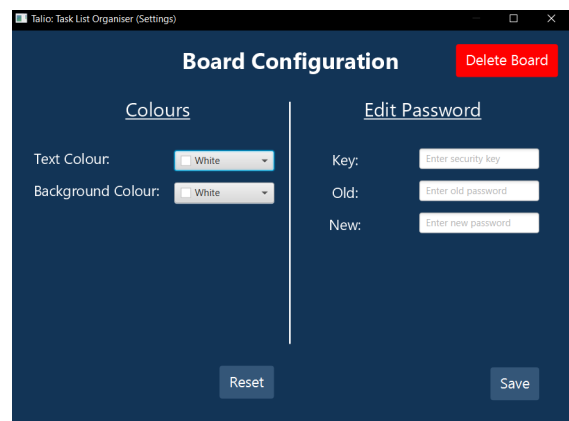 Talio: Task List Organiser (Settings)
Board Configuration
Delete Board
Colours
Text Colour:
White
Background Colour:
White
Reset
Edit Password
Key:
Enter security key
Old:
Enter old password
New:
Enter new password
Save